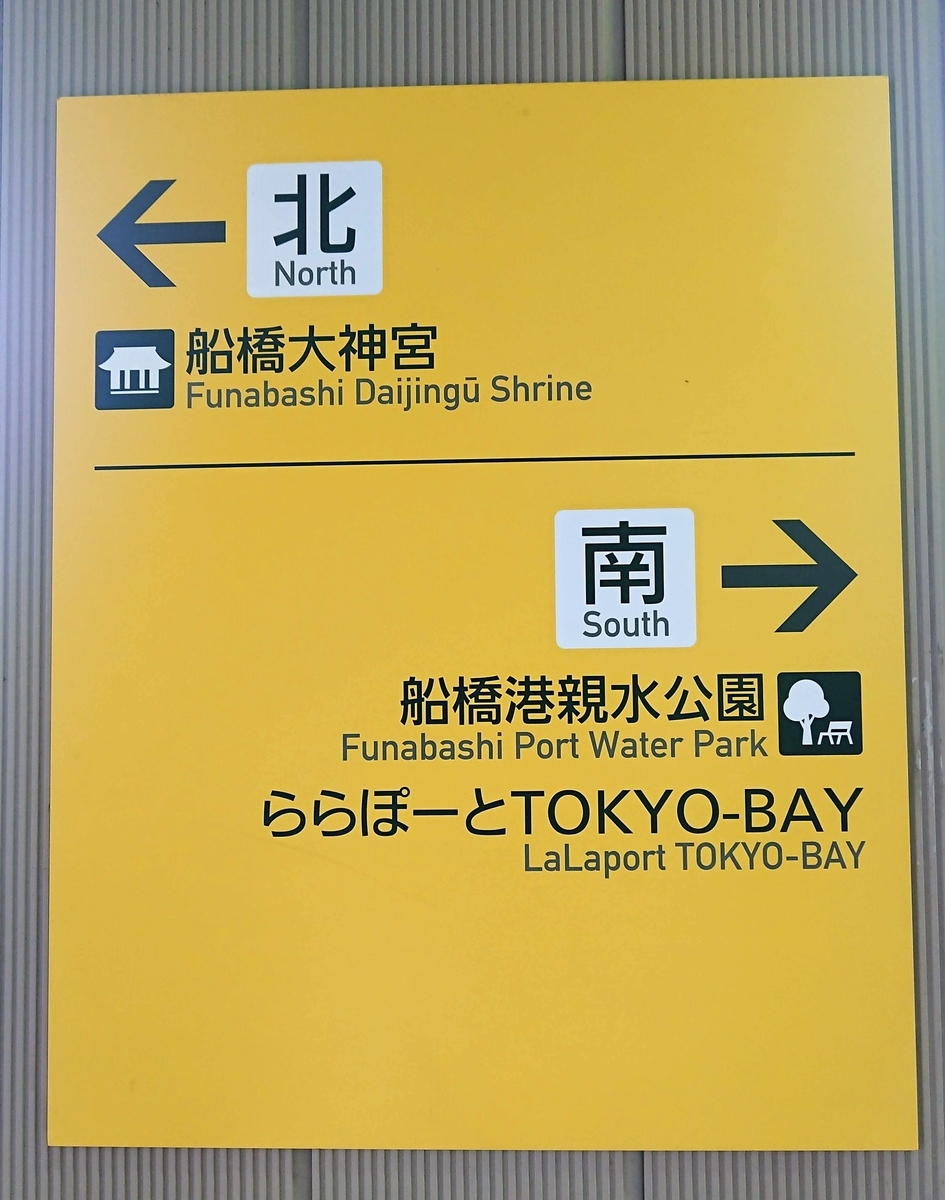 北
North
船橋大神宮
Funabashi Daijingū Shrine
南
South
船橋港親水公園
Funabashi Port Water Park
ららぽーとTOKYO-BAY
LaLaport TOKYO-BAY